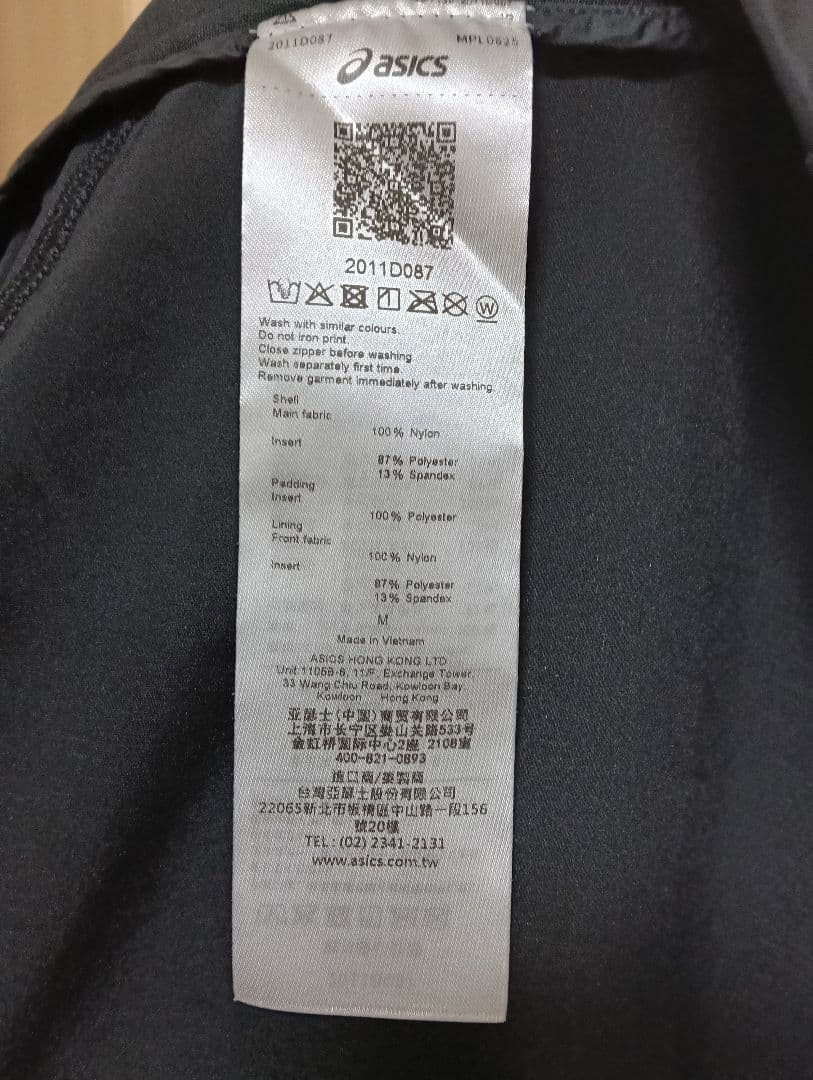 2011D087 MPL0625
asics
2011D087
W
Wash with similar colours.
Do not iron print.
Close zipper before washing
Wash separately first time.
Remove garment immediately after washing.
Shell
Main fabric
100% Nylon
Insert
87% Polyester
13% Spandex
Padding
Insert
100% Polyester
Lining
Front fabric
100% Nylon
Insert
87% Polyester
13% Spandex
M
Made in Vietnam
ASICS HONG KONG LTD
Unit 1105B-6, 11/F, Exchange Tower,
33 Wang Chiu Road, Kowloon Bay,
Kowloon Hong Kong
亚瑟士(中国)商贸有限公司
上海市长宁区娄山关路533号
金虹桥国际中心2座 2108室
400-821-0893
進口商/委製商
台灣亞瑟士股份有限公司
22065新北市板橋區中山路一段156
號20樓
TEL:(02) 2341-2131
www.asics.com.tw